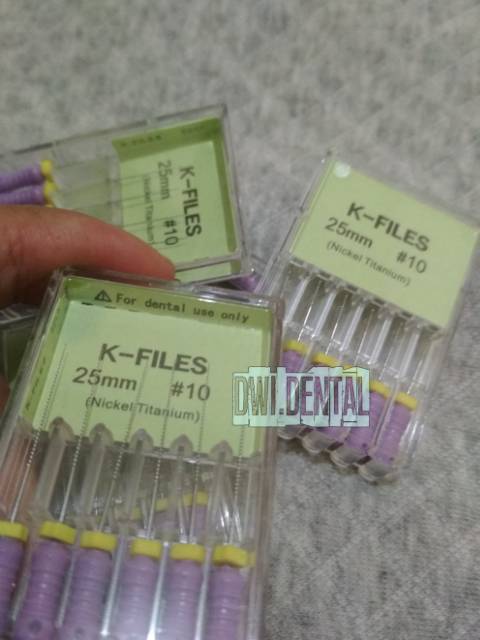 K-FILES
25mm #10
(Nickel Titanium)
K-FILES
25mm #10
(Nickel Titanium)
⚠ For dental use only
K-FILES
25mm #10
(Nickel Titanium)
DWI.DENTAL